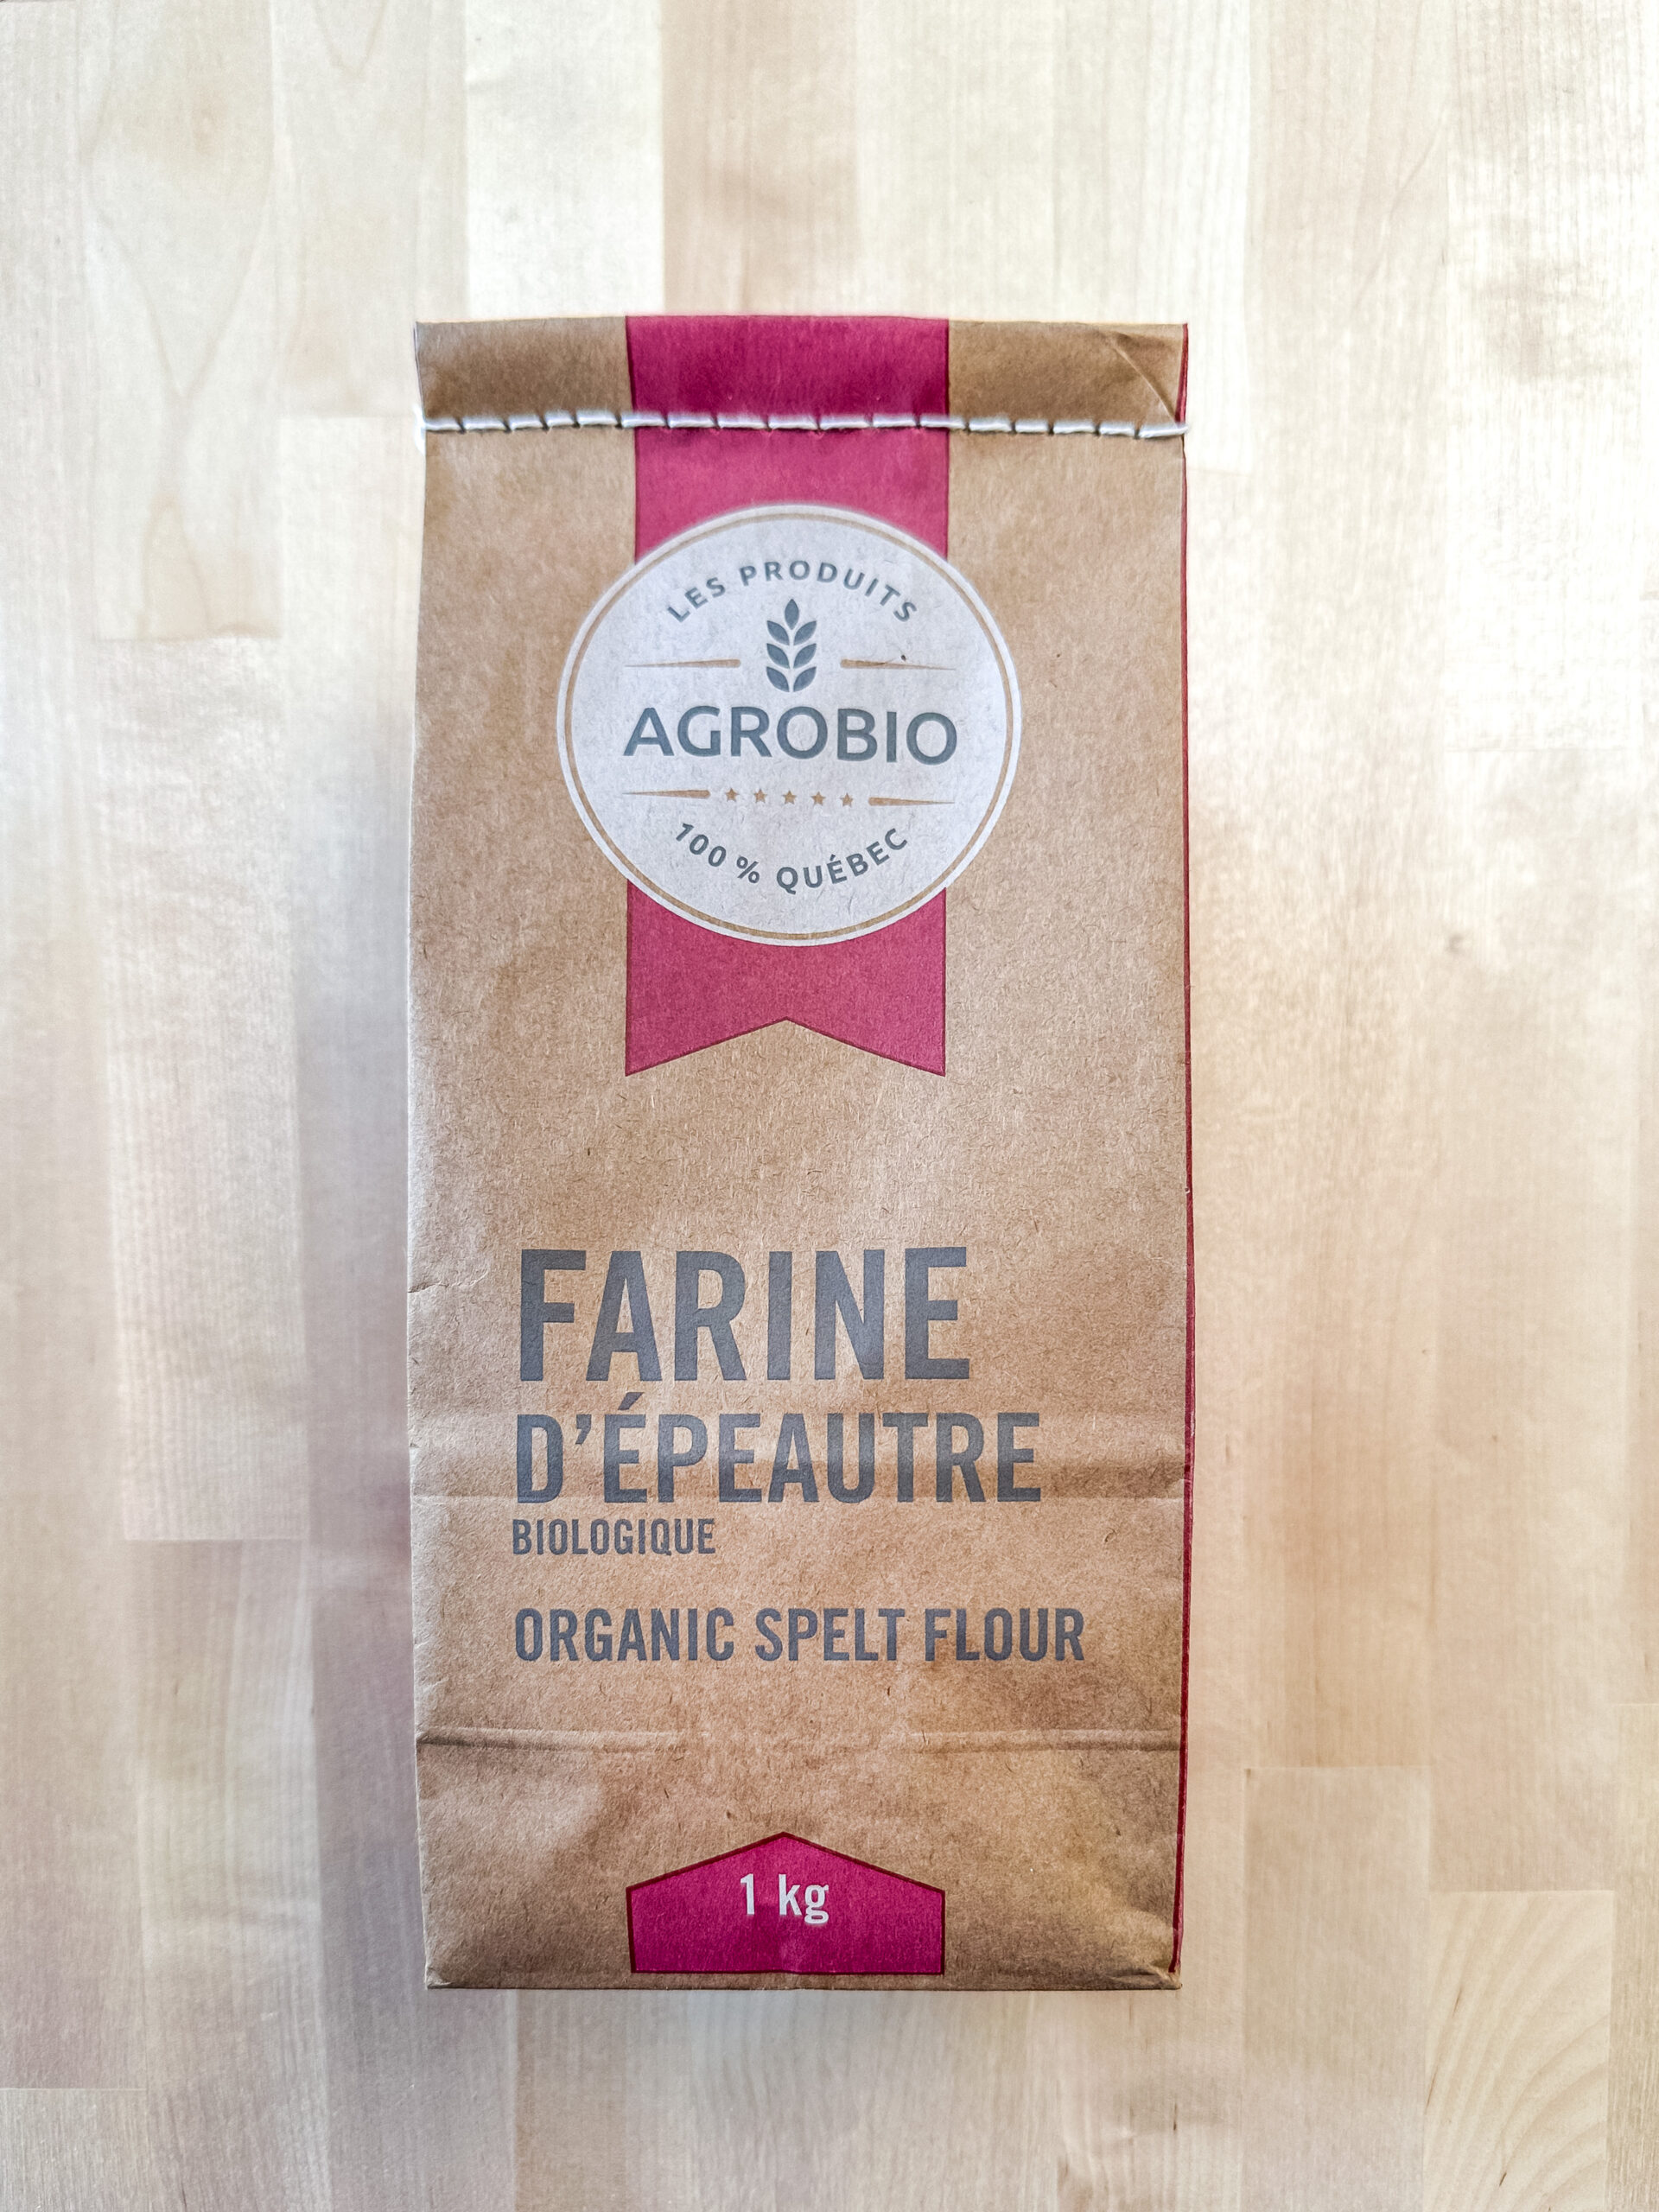 LES PRODUITS
AGROBIO
100 % QUÉBEC
FARINE
D'ÉPEAUTRE
BIOLOGIQUE
ORGANIC SPELT FLOUR
1 kg